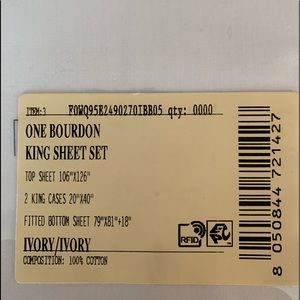 ITEM-3 FOWQ95E2490270IBB05 qty: 0000
ONE BOURDON
KING SHEET SET
TOP SHEET 106"X126"
2 KING CASES 20"X40"
FITTED BOTTOM SHEET 79"X81"+18"
IVORY/IVORY
COMPOSITION: 100% COTTON
RFID
8 050844 721427